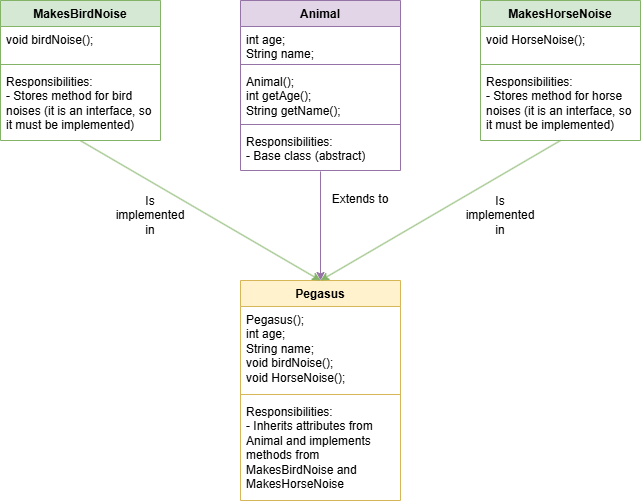 MakesBirdNoise
void birdNoise();
Responsibilities:
- Stores method for bird
noises (it is an interface, so
it must be implemented)
Animal
int age;
String name;
Animal();
int getAge();
String getName();
Responsibilities:
- Base class (abstract)
MakesHorseNoise
void HorseNoise();
Responsibilities:
- Stores method for horse
noises (it is an interface, so
it must be implemented)
Is
implemented
in
Extends to
Is
implemented
in
Pegasus
Pegasus();
int age;
String name;
void birdNoise();
void HorseNoise();
Responsibilities:
- Inherits attributes from
Animal and implements
methods from
MakesBirdNoise and
MakesHorseNoise